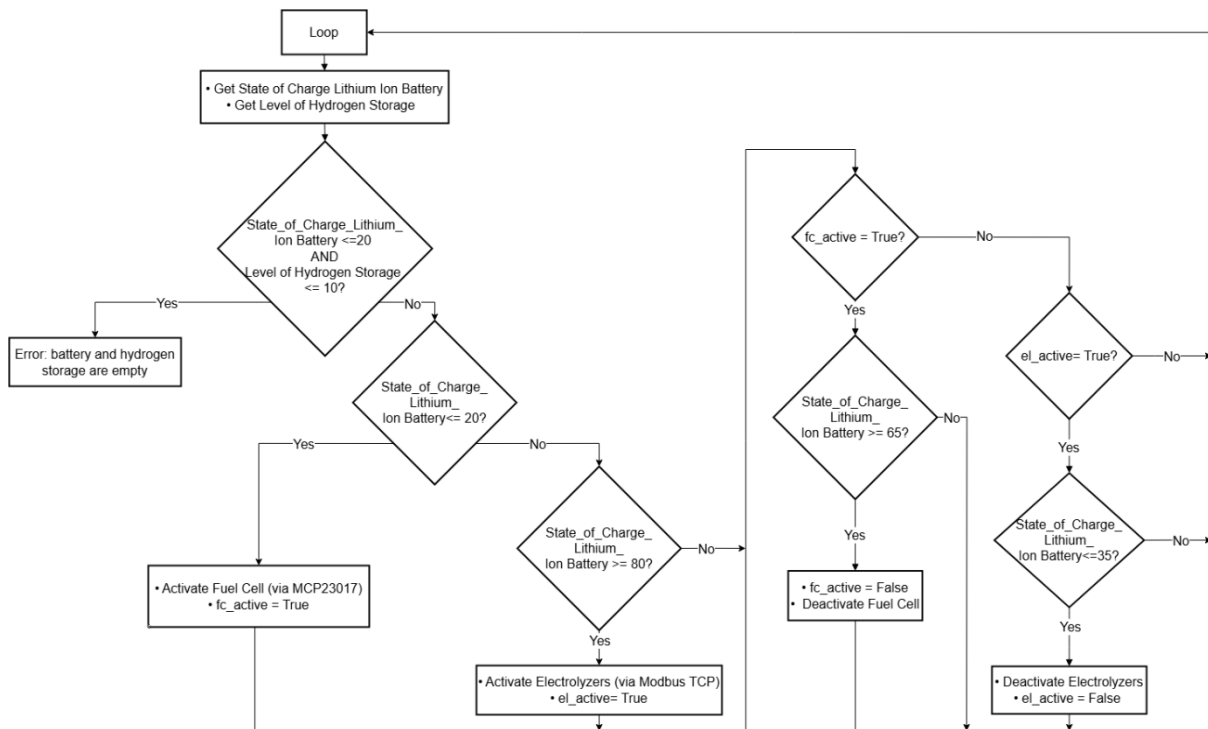 Loop
• Get State of Charge Lithium Ion Battery
• Get Level of Hydrogen Storage
State_of_Charge_Lithium_
Ion Battery <=20
AND
Level of Hydrogen Storage
<= 10?
Yes
No
Error: battery and hydrogen
storage are empty
State_of_Charge_
Lithium_
Ion Battery<= 20?
Yes
No
• Activate Fuel Cell (via MCP23017)
• fc_active = True
State_of_Charge_
Lithium_
Ion Battery >= 80?
No
Yes
• Activate Electrolyzers (via Modbus TCP)
• el_active= True
fc_active = True?
No
Yes
State_of_Charge_
Lithium_
Ion Battery >= 65?
No
Yes
• fc_active = False
• Deactivate Fuel Cell
el_active= True?
No
Yes
State_of_Charge_
Lithium_
Ion Battery<=35?
No
Yes
• Deactivate Electrolyzers
• el_active = False